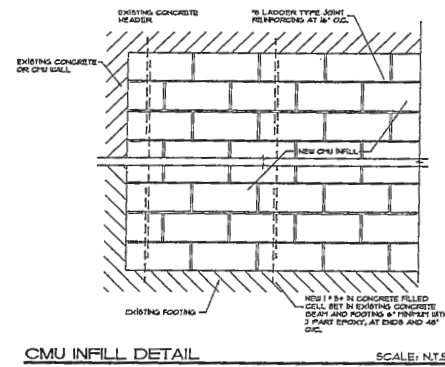 EXISTING CONCRETE
HEADER
LADDER TYPE JOINT
REINFORCING AT 16" O.C.
EXISTING CONCRETE
OR CMU WALL
NEW CMU INFILL
EXISTING FOOTING
NEW 1 # 5# IN CONCRETE FILLED
CELL SET IN EXISTING CONCRETE
BEAM AND FOOTING 6" MINIMUM WITH
2 PART EPOXY, AT ENDS AND 48"
O.C.
CMU INFILL DETAIL
SCALE: N.T.S